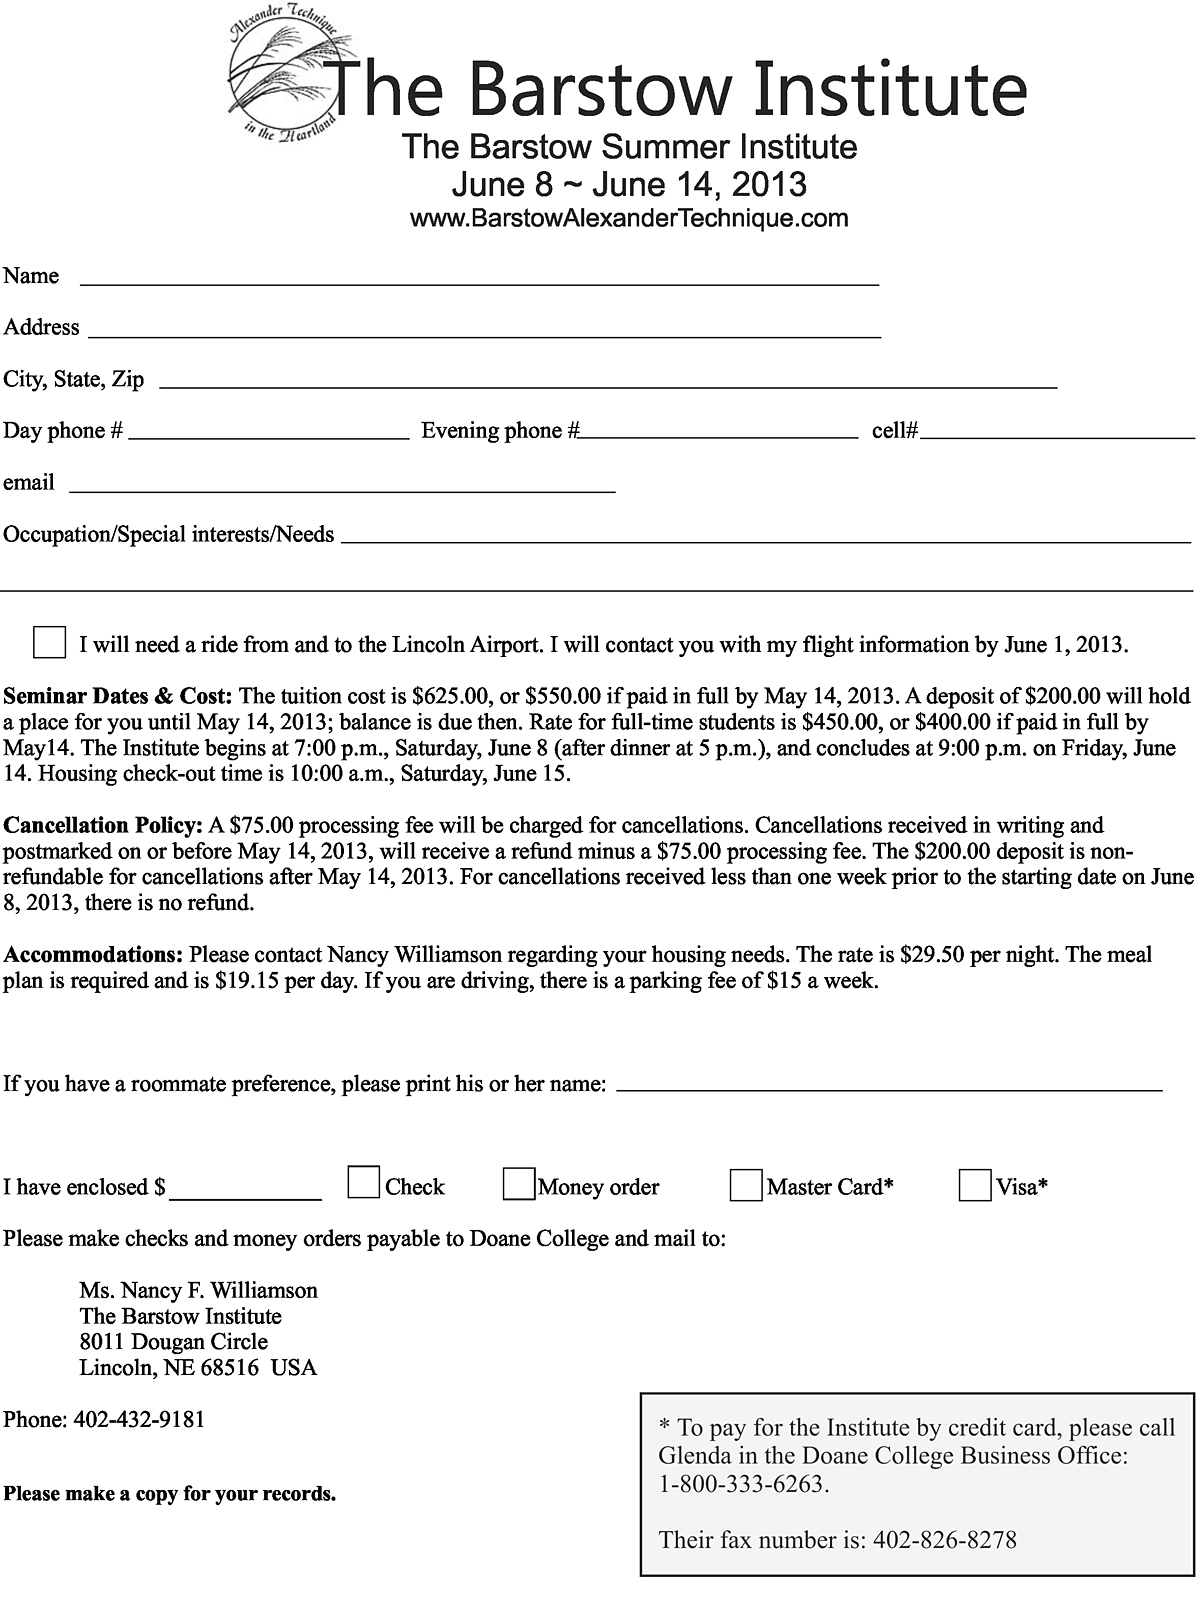 Alexander Technique
in the Heartland
The Barstow Institute
The Barstow Summer Institute
June 8 ~ June 14, 2013
www.BarstowAlexanderTechnique.com
Name
Address
City, State, Zip
Day phone # Evening phone # cell#
email
Occupation/Special interests/Needs
I will need a ride from and to the Lincoln Airport. I will contact you with my flight information by June 1, 2013.
Seminar Dates & Cost: The tuition cost is $625.00, or $550.00 if paid in full by May 14, 2013. A deposit of $200.00 will hold
a place for you until May 14, 2013; balance is due then. Rate for full-time students is $450.00, or $400.00 if paid in full by
May14. The Institute begins at 7:00 p.m., Saturday, June 8 (after dinner at 5 p.m.), and concludes at 9:00 p.m. on Friday, June
14. Housing check-out time is 10:00 a.m., Saturday, June 15.
Cancellation Policy: A $75.00 processing fee will be charged for cancellations. Cancellations received in writing and
postmarked on or before May 14, 2013, will receive a refund minus a $75.00 processing fee. The $200.00 deposit is non-
refundable for cancellations after May 14, 2013. For cancellations received less than one week prior to the starting date on June
8, 2013, there is no refund.
Accommodations: Please contact Nancy Williamson regarding your housing needs. The rate is $29.50 per night. The meal
plan is required and is $19.15 per day. If you are driving, there is a parking fee of $15 a week.
If you have a roommate preference, please print his or her name:
I have enclosed $ Check Money order Master Card* Visa*
Please make checks and money orders payable to Doane College and mail to:
Ms. Nancy F. Williamson
The Barstow Institute
8011 Dougan Circle
Lincoln, NE 68516 USA
Phone: 402-432-9181
Please make a copy for your records.
* To pay for the Institute by credit card, please call
Glenda in the Doane College Business Office:
1-800-333-6263.
Their fax number is: 402-826-8278